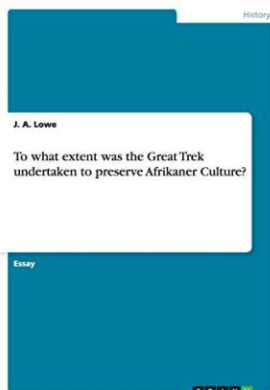 History
J. A. Lowe
To what extent was the Great Trek
undertaken to preserve Afrikaner Culture?
Essay